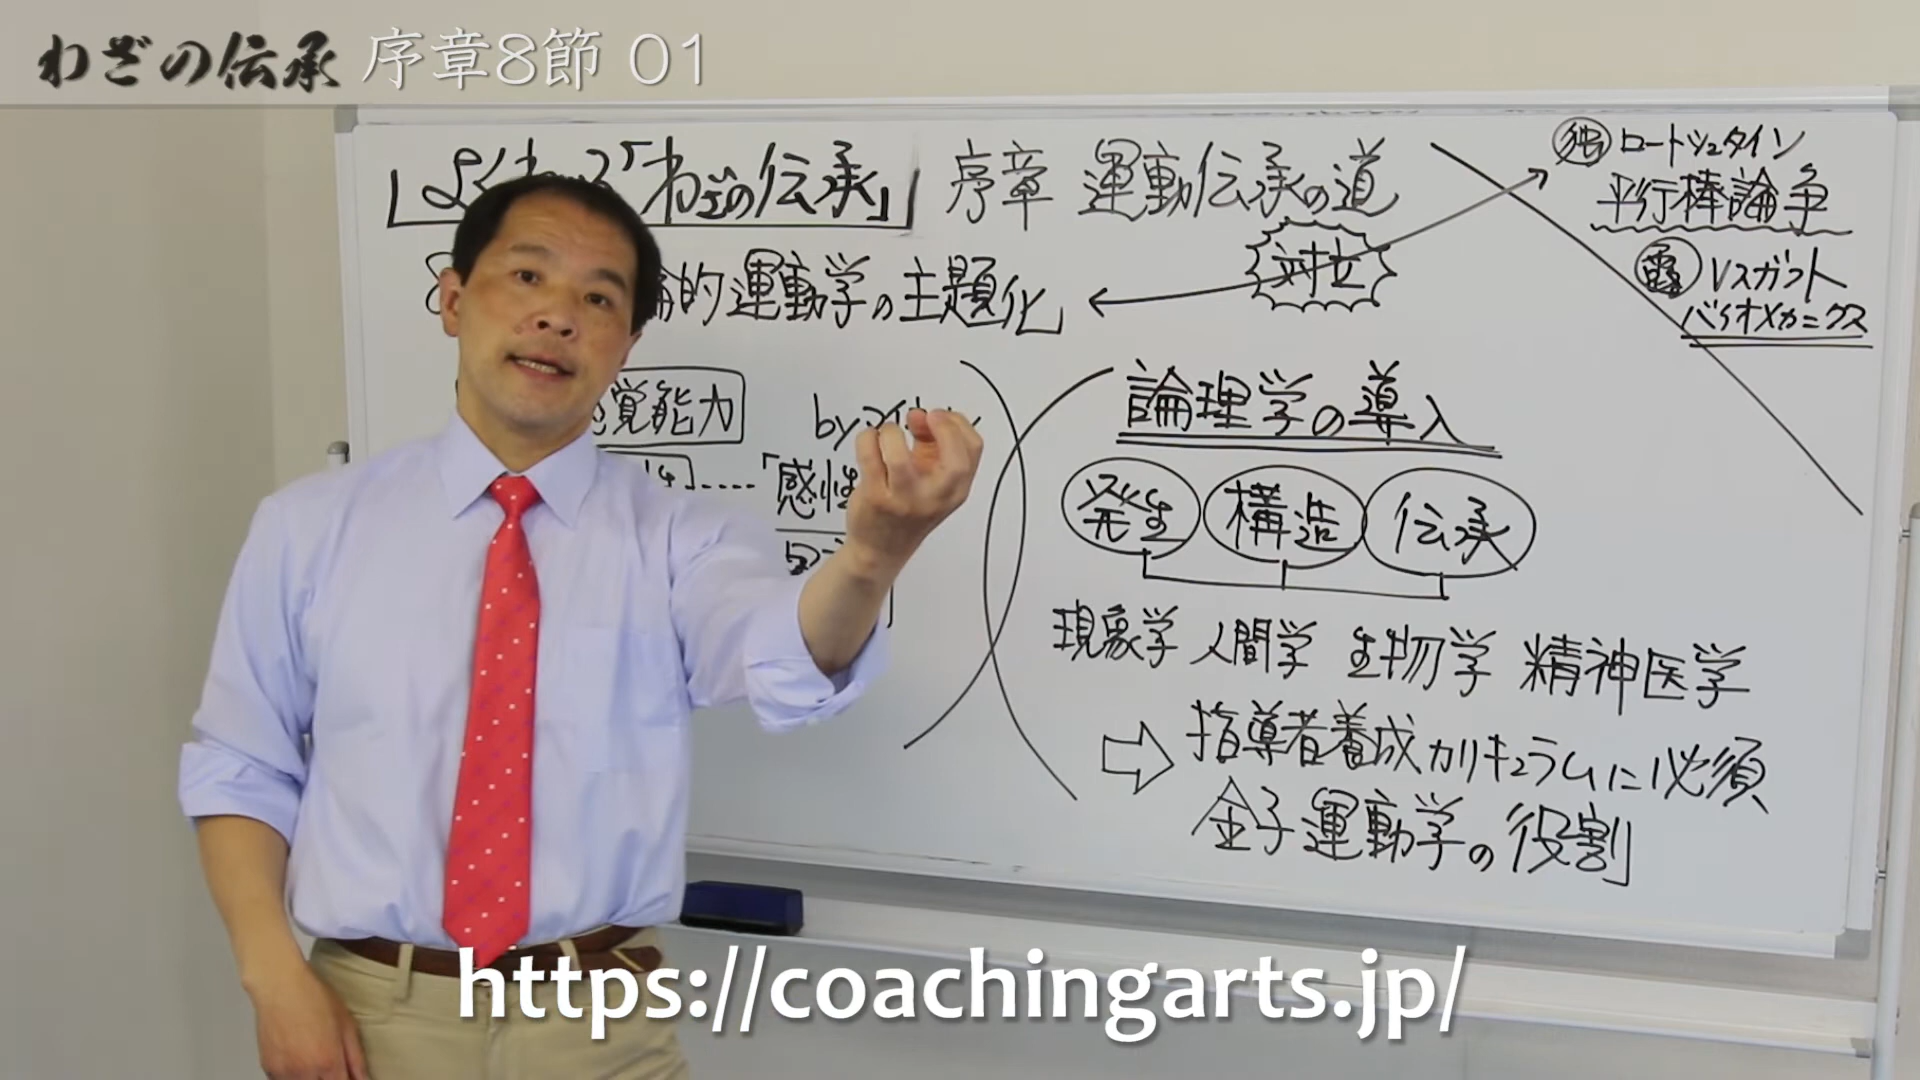 わざの伝承 序章8節 01
「わざの伝承」 序章 運動伝承の道
論的運動学の主題化
対立
独 ロートシュタイン
平行棒論争
露 Vスガフト
バイオメカニクス
覚能力
by
「感性
論理学の導入
発生 構造 伝承
現象学 人間学 生物学 精神医学
⇨ 指導者養成カリキュラムに必須
金子運動学の役割
https://coachingarts.jp/